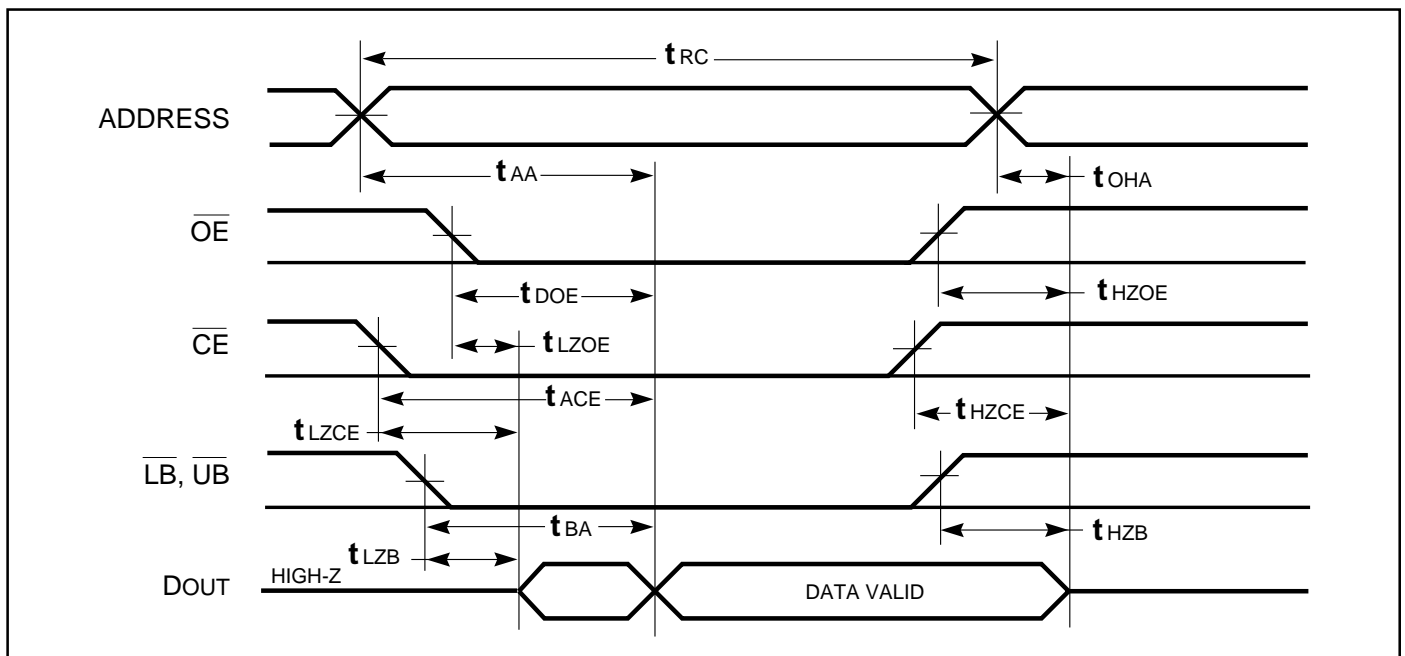 tRC
ADDRESS
tAA
tOHA
OE
tDOE
tHZOE
CE
tLZOE
tACE
tHZCE
tLZCE
LB, UB
tBA
tHZB
tLZB
DOUT
HIGH-Z
DATA VALID